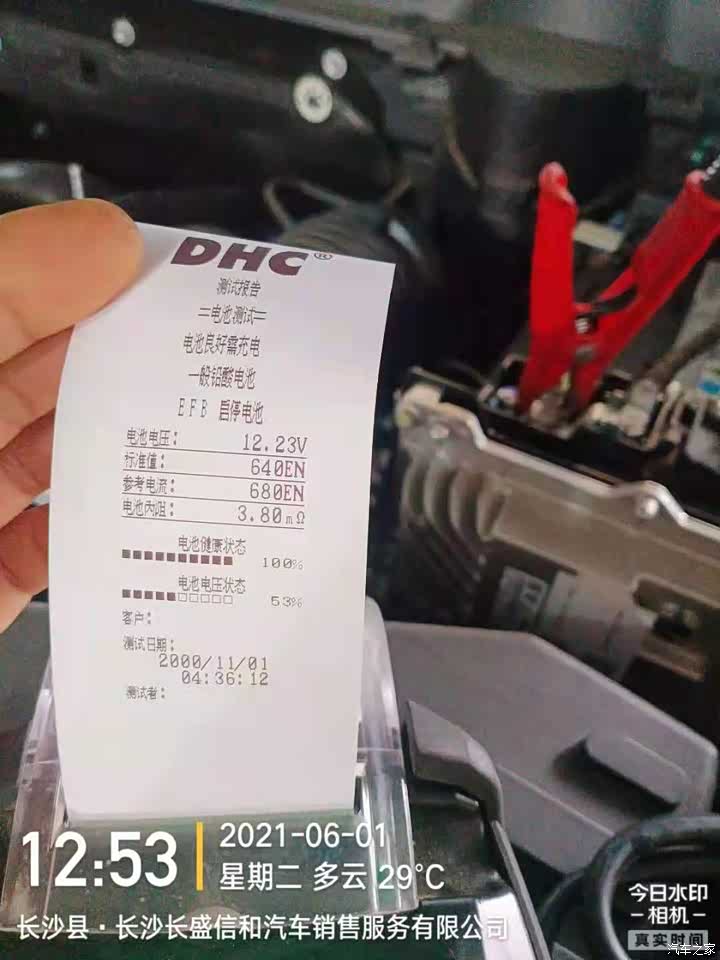 DHC®
测试报告
=电池测试=
电池良好需充电
一般铅酸电池
EFB 启停电池
电池电压： 12.23V
标准值： 640EN
参考电流： 680EN
电池内阻： 3.80mΩ
电池健康状态
100%
电池电压状态
53%
客户：
测试日期：
2000/11/01
04:36:12
测试者：
12:53
2021-06-01
星期二 多云 29℃
长沙县·长沙长盛信和汽车销售服务有限公司
今日水印
-相机-
真实时间
汽车之家